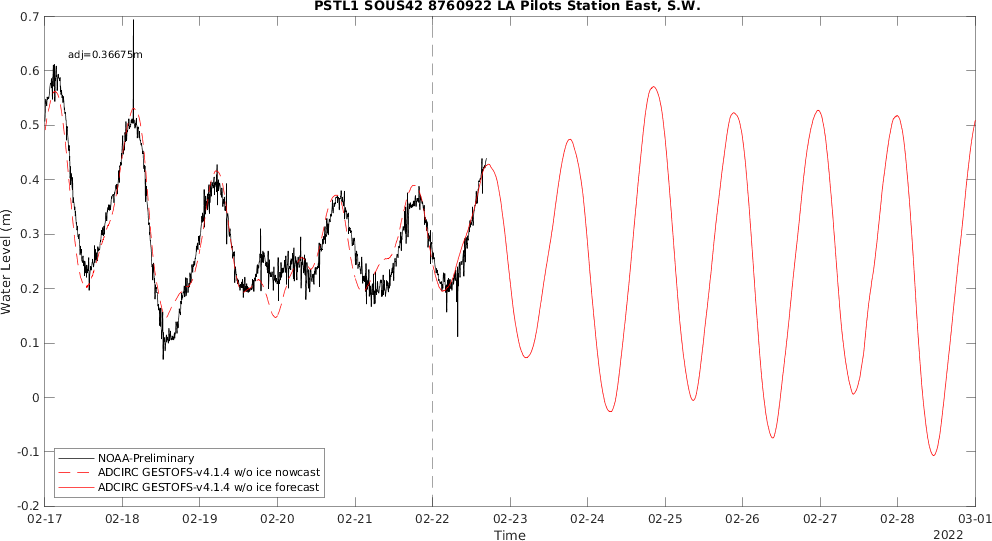 PSTL1 SOUS42 8760922 LA Pilots Station East, S.W.
adj=0.36675m
0.7
0.6
0.5
0.4
0.3
0.2
0.1
0
-0.1
-0.2
Water Level (m)
NOAA-Preliminary
ADCIRC GESTOFS-v4.1.4 w/o ice nowcast
ADCIRC GESTOFS-v4.1.4 w/o ice forecast
02-17 02-18 02-19 02-20 02-21 02-22 02-23 02-24 02-25 02-26 02-27 02-28 03-01
Time
2022